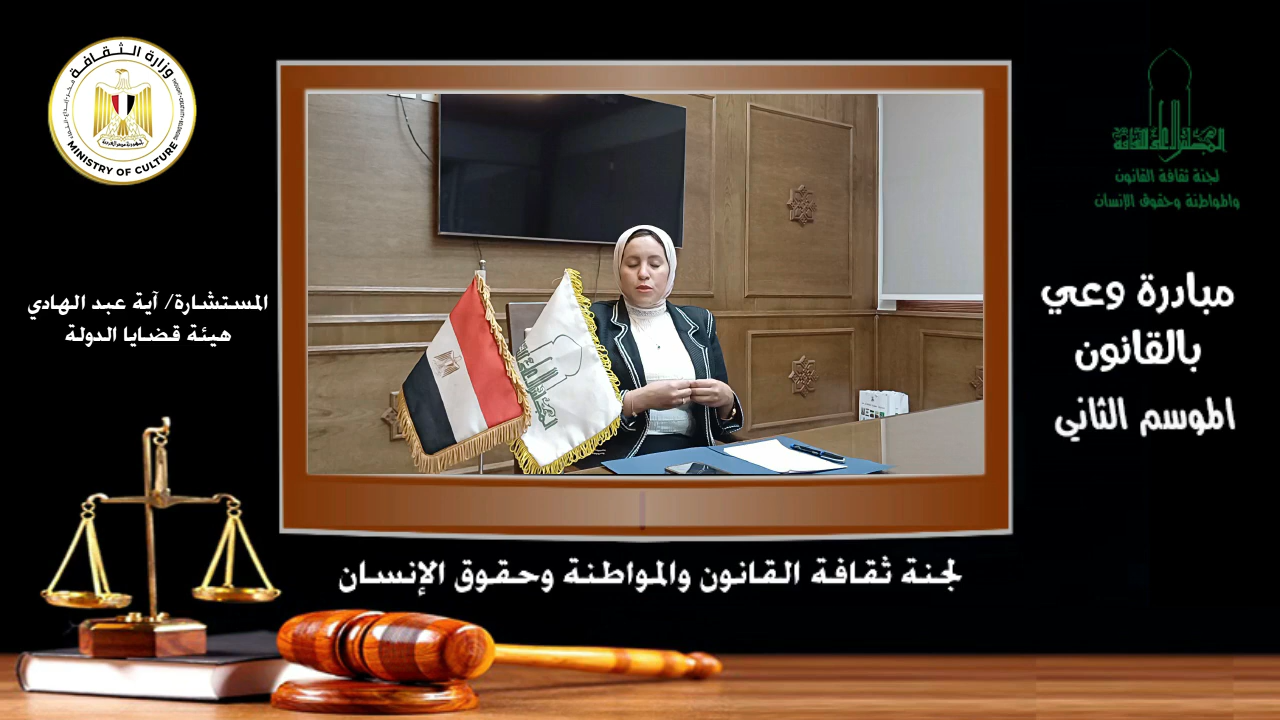 وزارة الثقافة
MINISTRY OF CULTURE
المجلس الأعلى للثقافة
لجنة ثقافة القانون
والمواطنة وحقوق الإنسان
المستشارة/ آية عبد الهادي
هيئة قضايا الدولة
مبادرة وعي
بالقانون
الموسم الثاني
لجنة ثقافة القانون والمواطنة وحقوق الإنسان